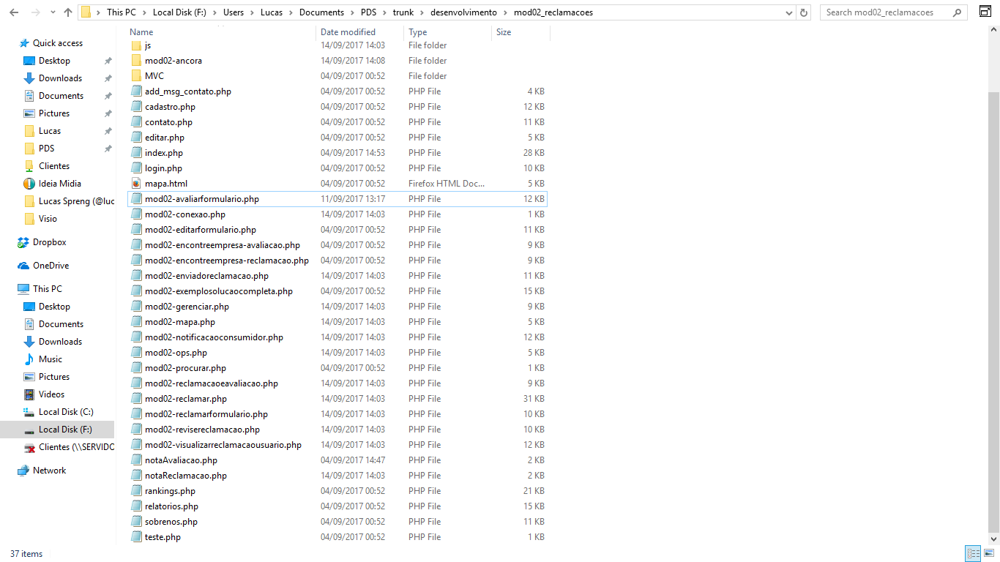 This PC > Local Disk (F:) > Users > Lucas > Documents > PDS > trunk > desenvolvimento > mod02_reclamacoes
Search mod02_reclamacoes
Quick access
Desktop
Downloads
Documents
Pictures
Lucas
PDS
Clientes
Ideia Midia
Lucas Spreng (@luc
Visio
Dropbox
OneDrive
This PC
Desktop
Documents
Downloads
Music
Pictures
Videos
Local Disk (C:)
Local Disk (F:)
Clientes (\\SERVIDO
Network
Name Date modified Type Size
js 14/09/2017 14:03 File folder
mod02-ancora 14/09/2017 14:08 File folder
MVC 04/09/2017 00:52 File folder
add_msg_contato.php 04/09/2017 00:52 PHP File 4 KB
cadastro.php 04/09/2017 00:52 PHP File 12 KB
contato.php 04/09/2017 00:52 PHP File 11 KB
editar.php 04/09/2017 00:52 PHP File 5 KB
index.php 04/09/2017 14:53 PHP File 28 KB
login.php 04/09/2017 00:52 PHP File 10 KB
mapa.html 04/09/2017 00:52 Firefox HTML Doc... 5 KB
mod02-avaliarformulario.php 11/09/2017 13:17 PHP File 12 KB
mod02-conexao.php 14/09/2017 14:03 PHP File 1 KB
mod02-editarformulario.php 04/09/2017 00:52 PHP File 11 KB
mod02-encontreempresa-avaliacao.php 04/09/2017 00:52 PHP File 9 KB
mod02-encontreempresa-reclamacao.php 04/09/2017 00:52 PHP File 9 KB
mod02-enviadoreclamacao.php 14/09/2017 14:03 PHP File 11 KB
mod02-exemplosolucaocompleta.php 04/09/2017 00:52 PHP File 15 KB
mod02-gerenciar.php 14/09/2017 14:03 PHP File 9 KB
mod02-mapa.php 14/09/2017 14:03 PHP File 5 KB
mod02-notificacaoconsumidor.php 14/09/2017 14:03 PHP File 12 KB
mod02-ops.php 14/09/2017 14:03 PHP File 5 KB
mod02-procurar.php 04/09/2017 00:52 PHP File 1 KB
mod02-reclamacaoeavaliacao.php 14/09/2017 14:03 PHP File 9 KB
mod02-reclamar.php 14/09/2017 14:03 PHP File 31 KB
mod02-reclamarformulario.php 14/09/2017 14:03 PHP File 10 KB
mod02-revisereclamacao.php 14/09/2017 14:03 PHP File 10 KB
mod02-visualizarreclamacaousuario.php 14/09/2017 14:03 PHP File 12 KB
notaAvaliacao.php 04/09/2017 14:47 PHP File 2 KB
notaReclamacao.php 14/09/2017 14:03 PHP File 2 KB
rankings.php 04/09/2017 00:52 PHP File 21 KB
relatorios.php 04/09/2017 00:52 PHP File 15 KB
sobrenos.php 04/09/2017 00:52 PHP File 11 KB
teste.php 04/09/2017 00:52 PHP File 1 KB
37 items